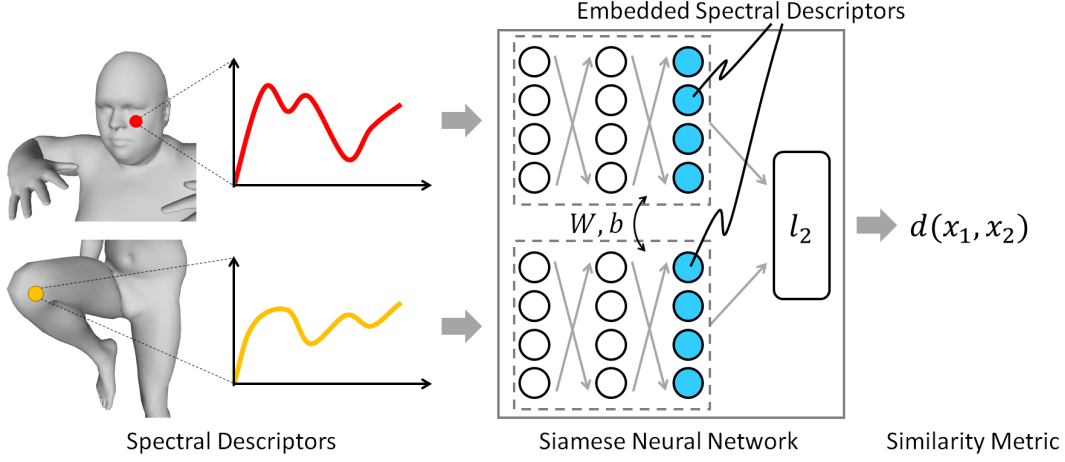 Embedded Spectral Descriptors
W, b
l₂
d(x₁, x₂)
Spectral Descriptors
Siamese Neural Network
Similarity Metric